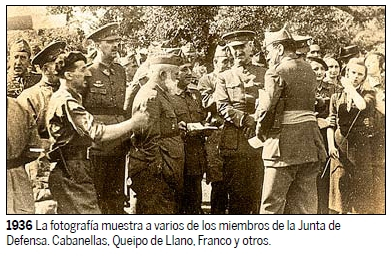 1936 La fotografía muestra a varios de los miembros de la Junta de
Defensa. Cabanellas, Queipo de Llano, Franco y otros.